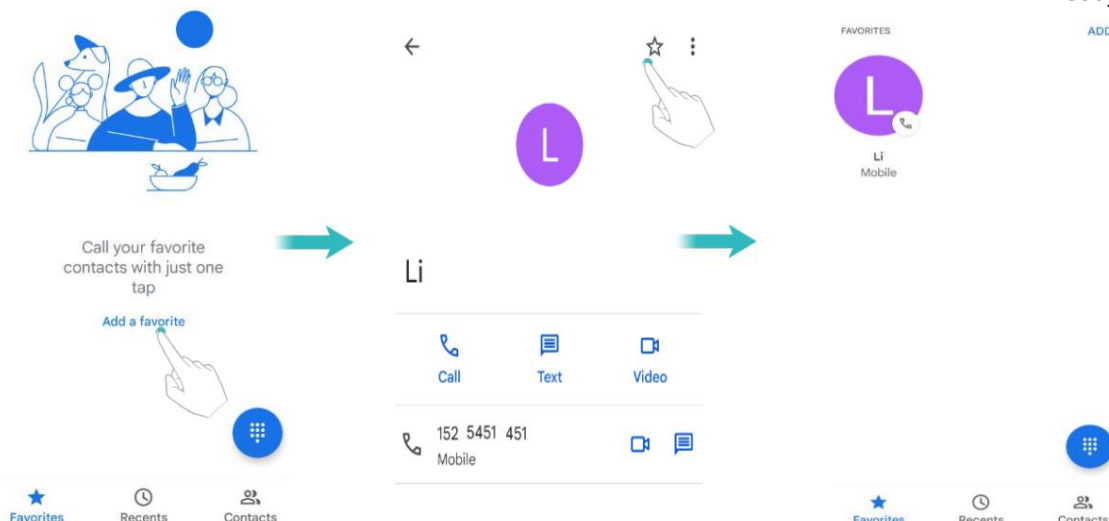 Call your favorite
contacts with just one
tap
Add a favorite
Favorites
Recents
Contacts
L
Li
Call
Text
Video
152 5451 451
Mobile
FAVORITES
ADD
L
Li
Mobile
Favorites
Recents
Contacts